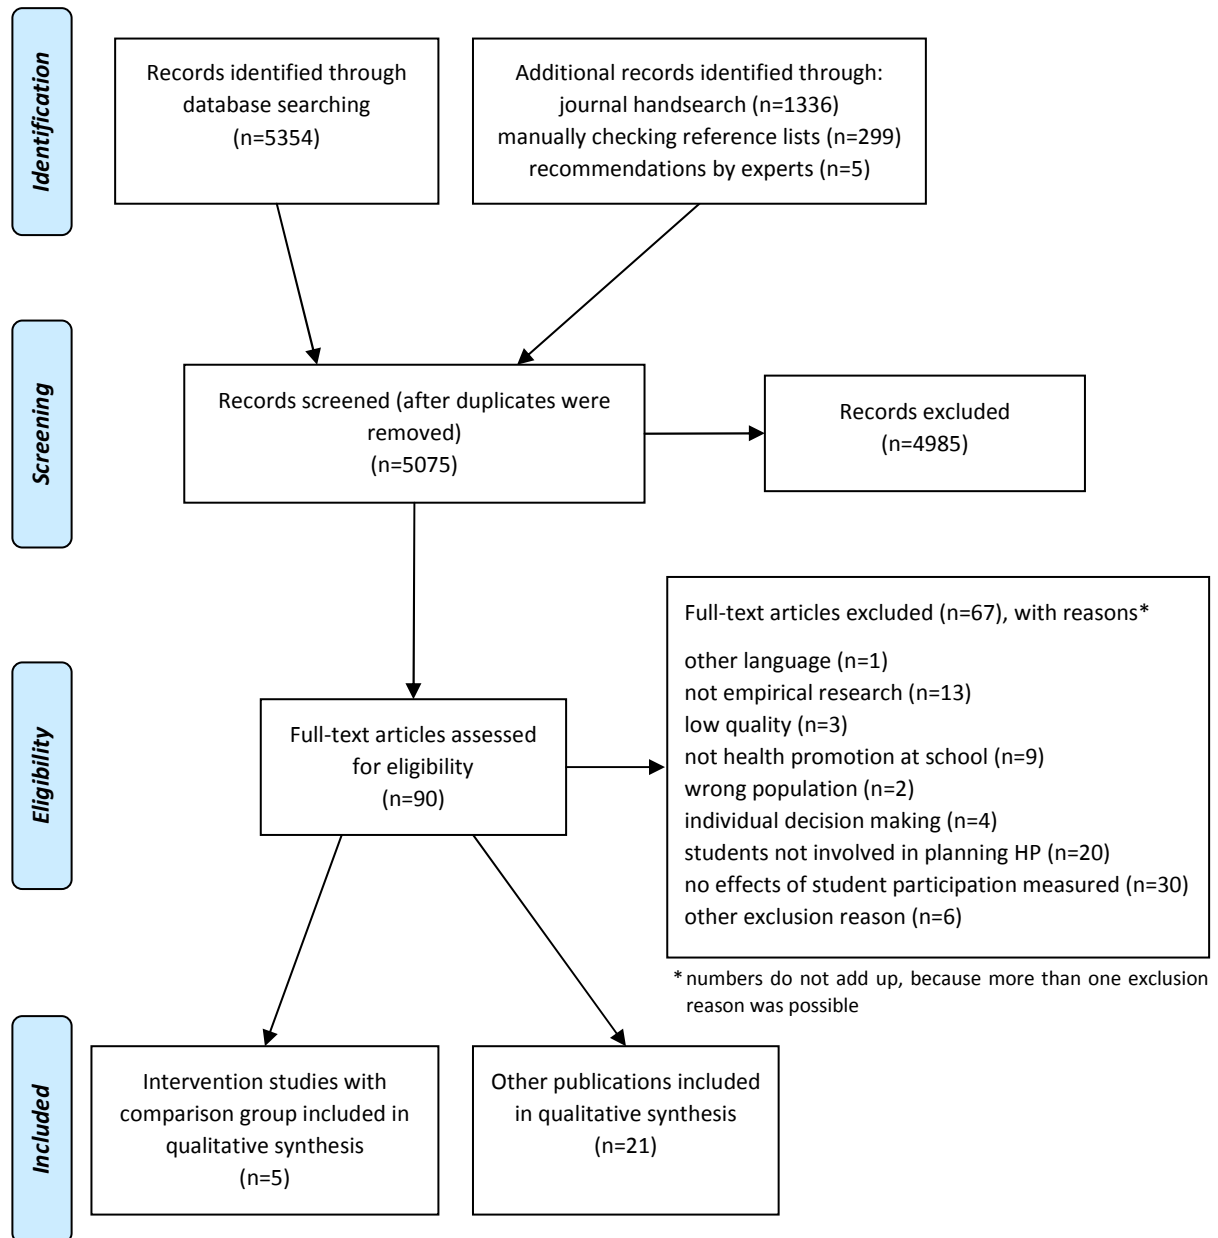 Identification
Records identified through
database searching
(n=5354)
Additional records identified through:
journal handsearch (n=1336)
manually checking reference lists (n=299)
recommendations by experts (n=5)
Screening
Records screened (after duplicates were
removed)
(n=5075)
Records excluded
(n=4985)
Eligibility
Full-text articles assessed
for eligibility
(n=90)
Full-text articles excluded (n=67), with reasons*
other language (n=1)
not empirical research (n=13)
low quality (n=3)
not health promotion at school (n=9)
wrong population (n=2)
individual decision making (n=4)
students not involved in planning HP (n=20)
no effects of student participation measured (n=30)
other exclusion reason (n=6)
* numbers do not add up, because more than one exclusion
reason was possible
Included
Intervention studies with
comparison group included in
qualitative synthesis
(n=5)
Other publications included
in qualitative synthesis
(n=21)